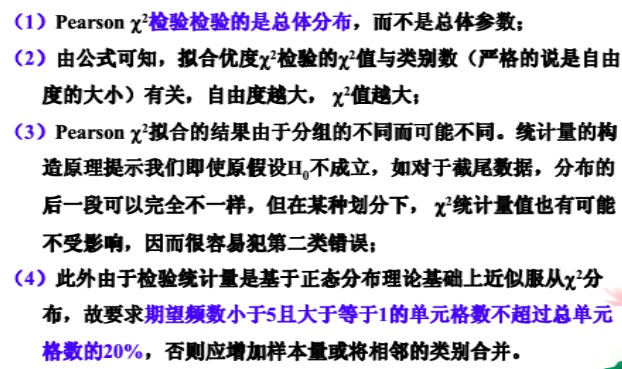 （1）Pearson χ²检验检验的是总体分布，而不是总体参数；
（2）由公式可知，拟合优度χ²检验的χ²值与类别数（严格的说是自由
度的大小）有关，自由度越大， χ²值越大；
（3）Pearson χ²拟合的结果由于分组的不同而可能不同。统计量的构
造原理提示我们即使原假设H₀不成立，如对于截尾数据，分布的
后一段可以完全不一样，但在某种划分下， χ²统计量值也有可能
不受影响，因而很容易犯第二类错误；
（4）此外由于检验统计量是基于正态分布理论基础上近似服从χ²分
布，故要求期望频数小于5且大于等于1的单元格数不超过总单元
格数的20%，否则应增加样本量或将相邻的类别合并。